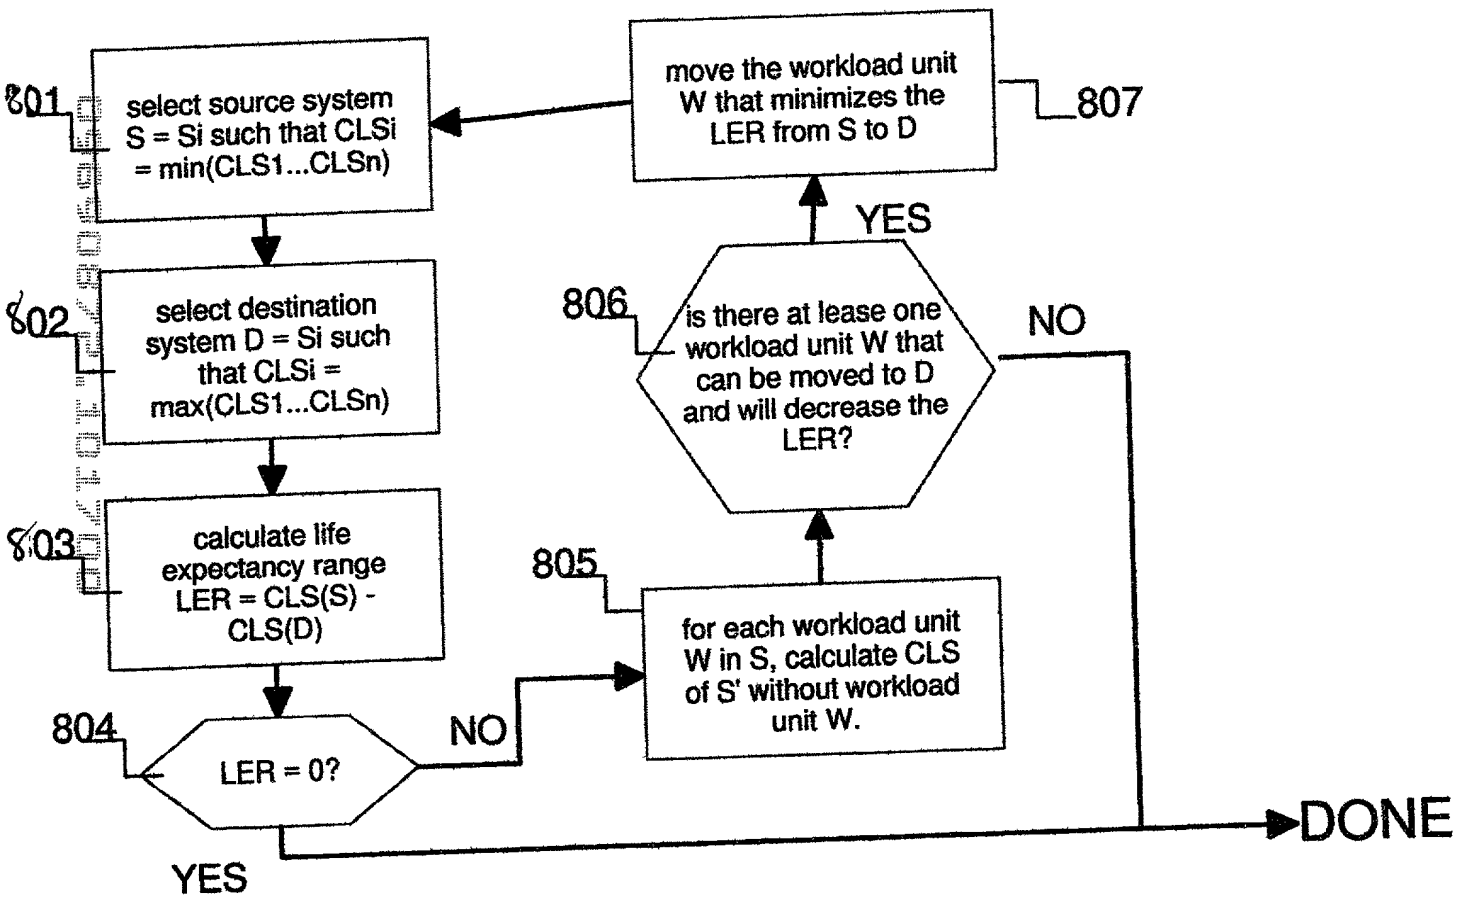 801
select source system
S = Si such that CLSi
= min(CLS1...CLSn)
802
select destination
system D = Si such
that CLSi =
max(CLS1...CLSn)
803
calculate life
expectancy range
LER = CLS(S) -
CLS(D)
804
LER = 0?
YES
NO
805
for each workload unit
W in S, calculate CLS
of S' without workload
unit W.
806
is there at lease one
workload unit W that
can be moved to D
and will decrease the
LER?
YES
NO
move the workload unit
W that minimizes the
LER from S to D
807
DONE